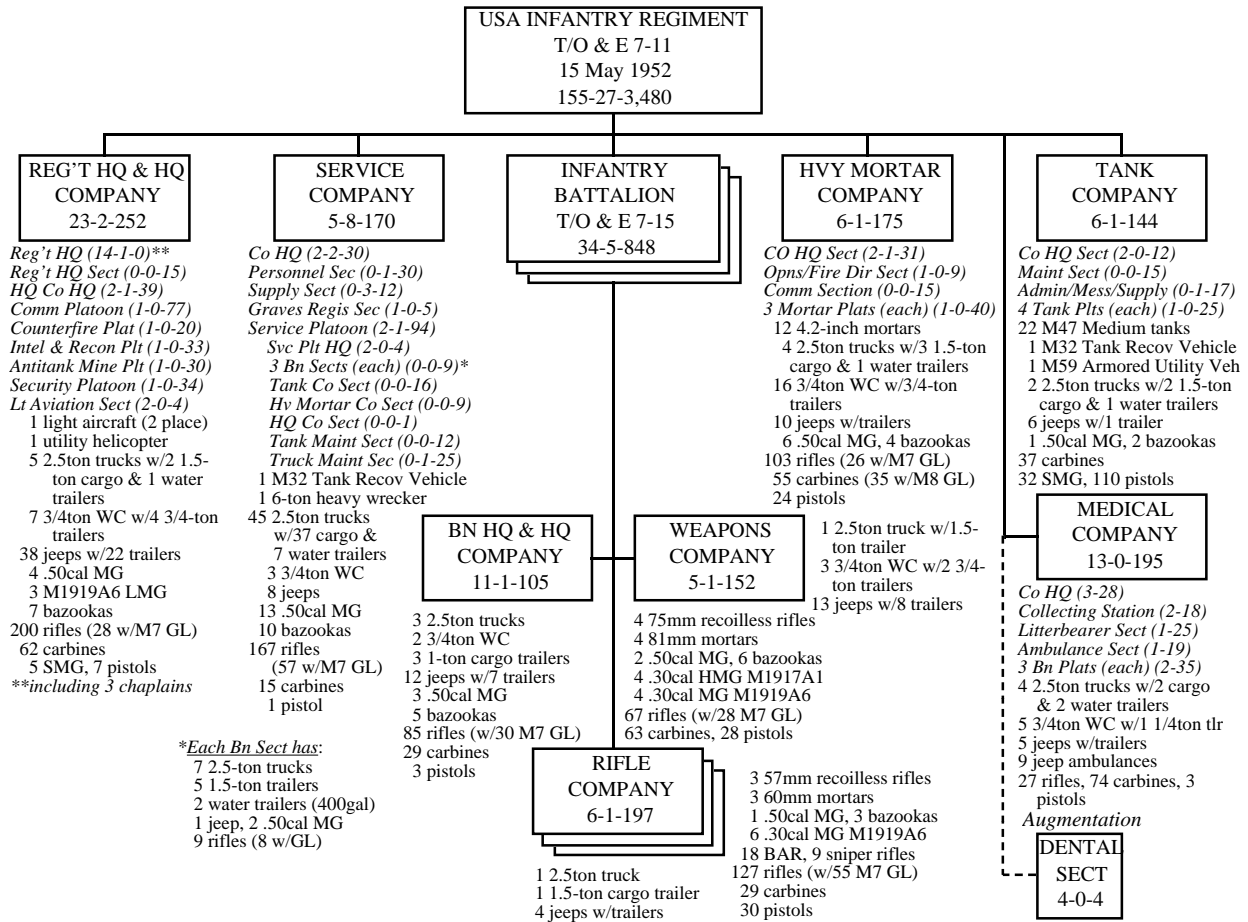 USA INFANTRY REGIMENT
T/O & E 7-11
15 May 1952
155-27-3,480
REG'T HQ & HQ
COMPANY
23-2-252
Reg't HQ (14-1-0)**
Reg't HQ Sect (0-0-15)
HQ Co HQ (2-1-39)
Comm Platoon (1-0-77)
Counterfire Plat (1-0-20)
Intel & Recon Plt (1-0-33)
Antitank Mine Plt (1-0-30)
Security Platoon (1-0-34)
Lt Aviation Sect (2-0-4)
1 light aircraft (2 place)
1 utility helicopter
5 2.5ton trucks w/2 1.5-
ton cargo & 1 water
trailers
7 3/4ton WC w/4 3/4-ton
trailers
38 jeeps w/22 trailers
4 .50cal MG
3 M1919A6 LMG
7 bazookas
200 rifles (28 w/M7 GL)
62 carbines
5 SMG, 7 pistols
**including 3 chaplains
SERVICE
COMPANY
5-8-170
Co HQ (2-2-30)
Personnel Sec (0-1-30)
Supply Sect (0-3-12)
Graves Regis Sec (1-0-5)
Service Platoon (2-1-94)
Svc Plt HQ (2-0-4)
3 Bn Sects (each) (0-0-9)*
Tank Co Sect (0-0-16)
Hv Mortar Co Sect (0-0-9)
HQ Co Sect (0-0-1)
Tank Maint Sect (0-0-12)
Truck Maint Sec (0-1-25)
1 M32 Tank Recov Vehicle
1 6-ton heavy wrecker
45 2.5ton trucks
w/37 cargo &
7 water trailers
3 3/4ton WC
8 jeeps
13 .50cal MG
10 bazookas
167 rifles
(57 w/M7 GL)
15 carbines
1 pistol
*Each Bn Sect has:
7 2.5-ton trucks
5 1.5-ton trailers
2 water trailers (400gal)
1 jeep, 2 .50cal MG
9 rifles (8 w/GL)
INFANTRY
BATTALION
T/O & E 7-15
34-5-848
BN HQ & HQ
COMPANY
11-1-105
3 2.5ton trucks
2 3/4ton WC
3 1-ton cargo trailers
12 jeeps w/7 trailers
3 .50cal MG
5 bazookas
85 rifles (w/30 M7 GL)
29 carbines
3 pistols
WEAPONS
COMPANY
5-1-152
4 75mm recoilless rifles
4 81mm mortars
2 .50cal MG, 6 bazookas
4 .30cal HMG M1917A1
4 .30cal MG M1919A6
67 rifles (w/28 M7 GL)
63 carbines, 28 pistols
1 2.5ton truck w/1.5-
ton trailer
3 3/4ton WC w/2 3/4-
ton trailers
13 jeeps w/8 trailers
RIFLE
COMPANY
6-1-197
1 2.5ton truck
1 1.5-ton cargo trailer
4 jeeps w/trailers
3 57mm recoilless rifles
3 60mm mortars
1 .50cal MG, 3 bazookas
6 .30cal MG M1919A6
18 BAR, 9 sniper rifles
127 rifles (w/55 M7 GL)
29 carbines
30 pistols
HVY MORTAR
COMPANY
6-1-175
CO HQ Sect (2-1-31)
Opns/Fire Dir Sect (1-0-9)
Comm Section (0-0-15)
3 Mortar Plats (each) (1-0-40)
12 4.2-inch mortars
4 2.5ton trucks w/3 1.5-ton
cargo & 1 water trailers
16 3/4ton WC w/3/4-ton
trailers
10 jeeps w/trailers
6 .50cal MG, 4 bazookas
103 rifles (26 w/M7 GL)
55 carbines (35 w/M8 GL)
24 pistols
TANK
COMPANY
6-1-144
Co HQ Sect (2-0-12)
Maint Sect (0-0-15)
Admin/Mess/Supply (0-1-17)
4 Tank Plts (each) (1-0-25)
22 M47 Medium tanks
1 M32 Tank Recov Vehicle
1 M59 Armored Utility Veh
2 2.5ton trucks w/2 1.5-ton
cargo & 1 water trailers
6 jeeps w/1 trailer
1 .50cal MG, 2 bazookas
37 carbines
32 SMG, 110 pistols
MEDICAL
COMPANY
13-0-195
Co HQ (3-28)
Collecting Station (2-18)
Litterbearer Sect (1-25)
Ambulance Sect (1-19)
3 Bn Plats (each) (2-35)
4 2.5ton trucks w/2 cargo
& 2 water trailers
5 3/4ton WC w/1 1/4ton tlr
5 jeeps w/trailers
9 jeep ambulances
27 rifles, 74 carbines, 3
pistols
Augmentation
DENTAL
SECT
4-0-4